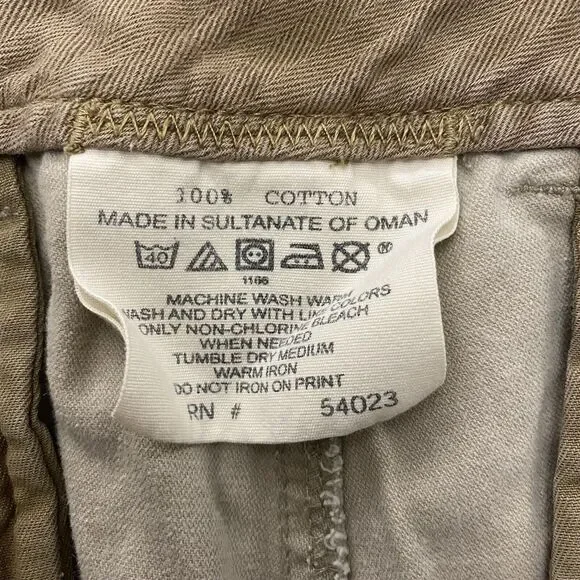 100% COTTON
MADE IN SULTANATE OF OMAN
40 ®
1166
MACHINE WASH WARM
WASH AND DRY WITH LIKE COLORS
ONLY NON-CHLORINE BLEACH
WHEN NEEDED
TUMBLE DRY MEDIUM
WARM IRON
DO NOT IRON ON PRINT
RN # 54023